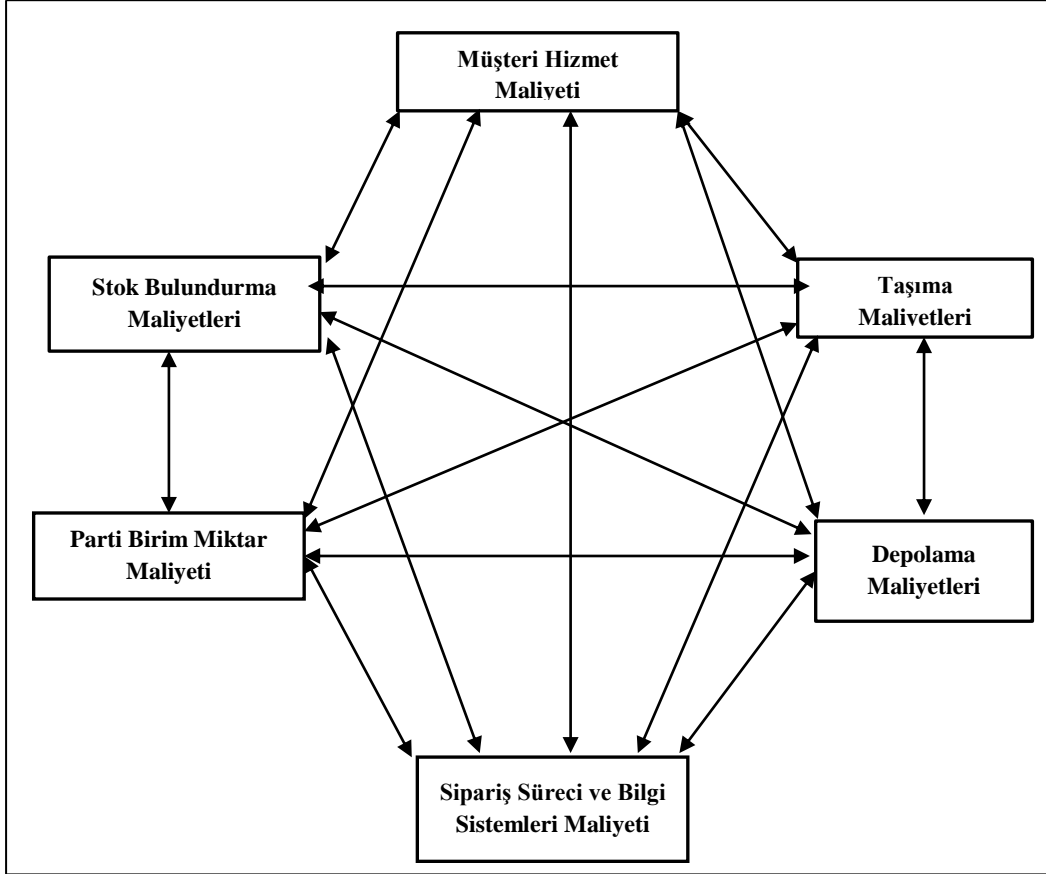 Müşteri Hizmet
Maliyeti
Stok Bulundurma
Maliyetleri
Taşıma
Maliyetleri
Parti Birim Miktar
Maliyeti
Depolama
Maliyetleri
Sipariş Süreci ve Bilgi
Sistemleri Maliyeti